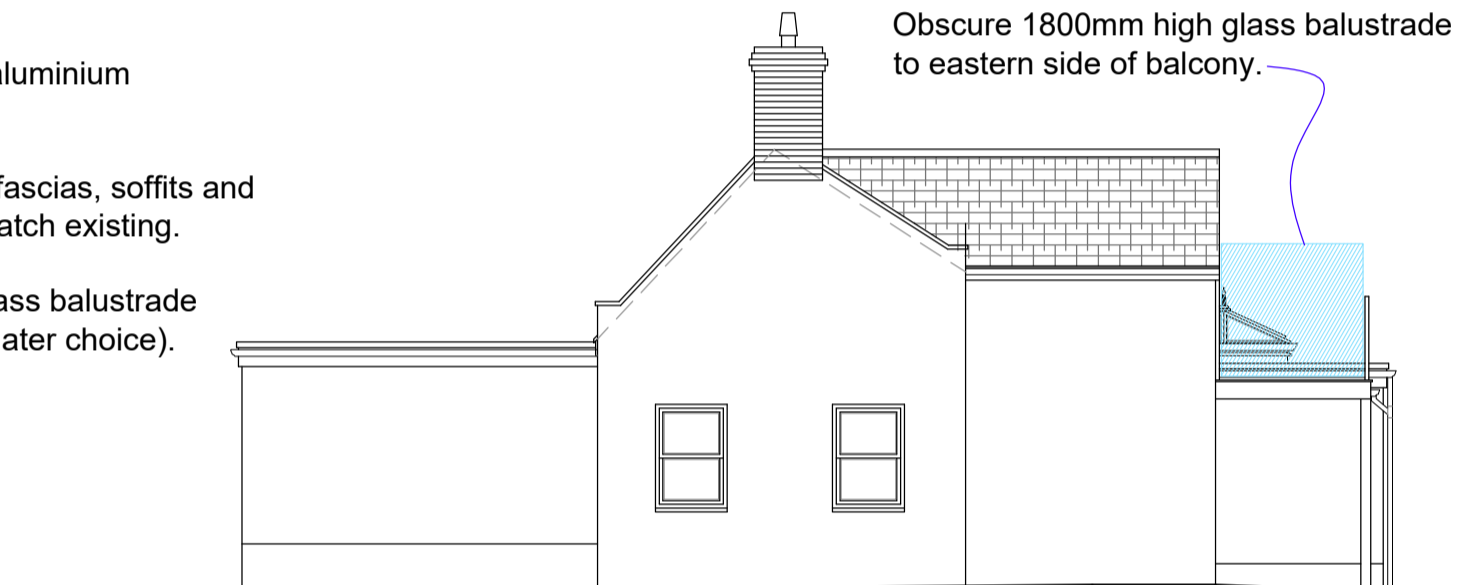 aluminium
fascias, soffits and
atch existing.
ass balustrade
ater choice).
Obscure 1800mm high glass balustrade
to eastern side of balcony.